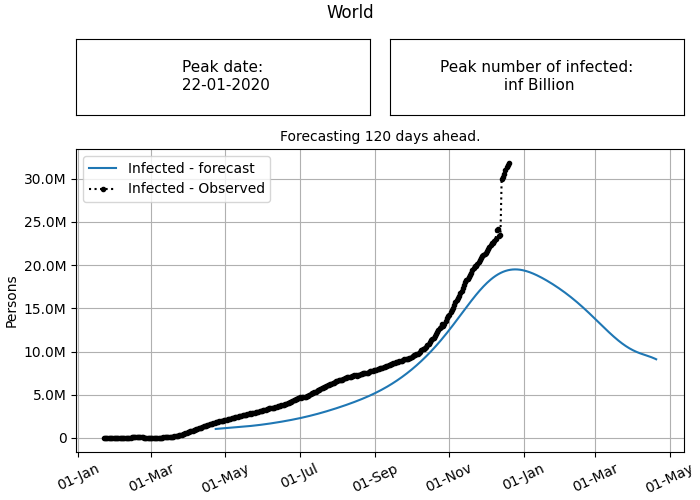 World
Peak date:
22-01-2020
Peak number of infected:
inf Billion
Forecasting 120 days ahead.
Infected - forecast
Infected - Observed
Persons
30.0M
25.0M
20.0M
15.0M
10.0M
5.0M
0
01-Jan
01-Mar
01-May
01-Jul
01-Sep
01-Nov
01-Jan
01-Mar
01-May